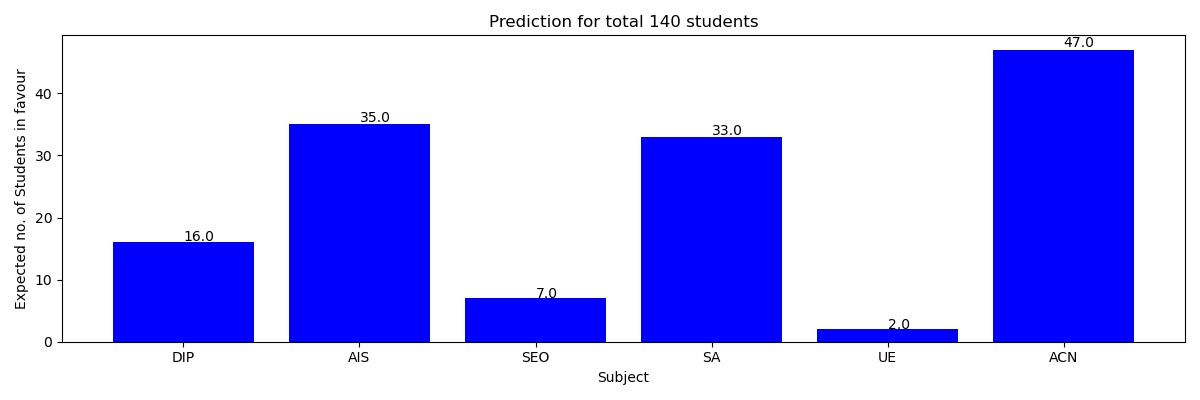 Prediction for total 140 students
Expected no. of Students in favour
40
30
20
10
0
16.0
35.0
7.0
33.0
2.0
47.0
DIP
AIS
SEO
SA
UE
ACN
Subject